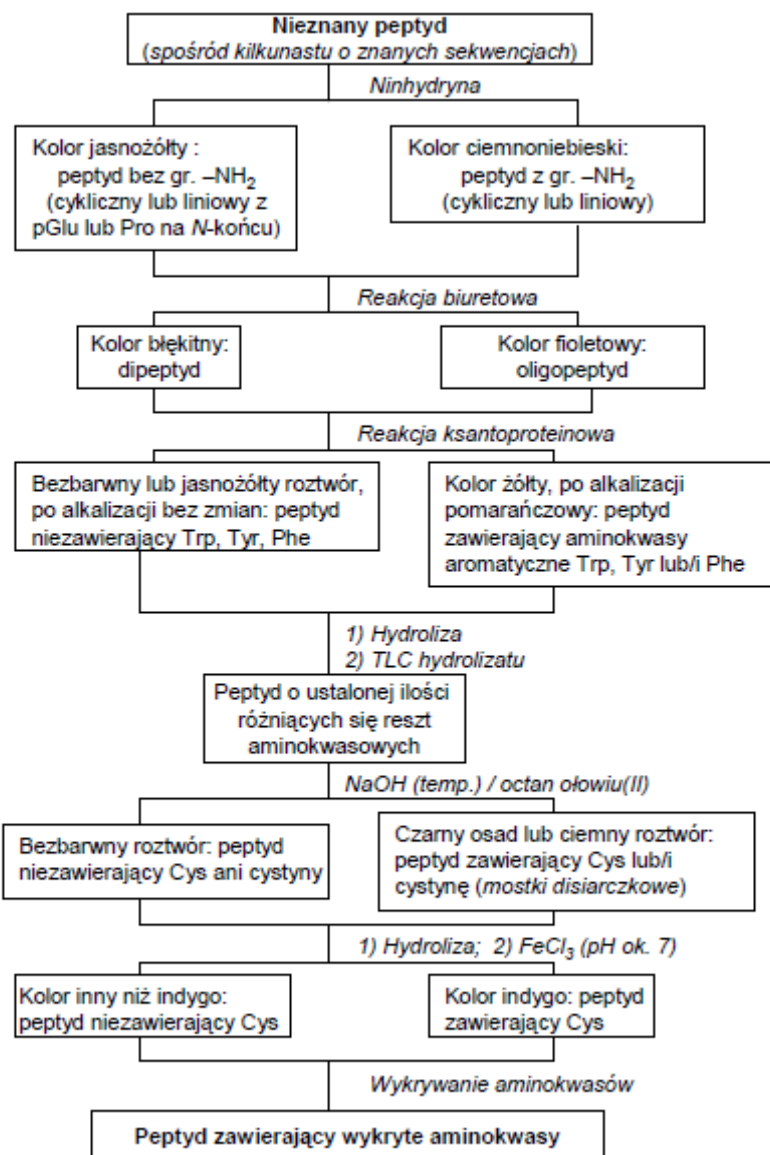 Nieznany peptyd
(spośród kilkunastu o znanych sekwencjach)
Ninhydryna
Kolor jasnożółty :
peptyd bez gr. –NH2
(cykliczny lub liniowy z
pGlu lub Pro na N-końcu)
Kolor ciemnoniebieski:
peptyd z gr. –NH2
(cykliczny lub liniowy)
Reakcja biuretowa
Kolor błękitny:
dipeptyd
Kolor fioletowy:
oligopeptyd
Reakcja ksantoproteinowa
Bezbarwny lub jasnożółty roztwór,
po alkalizacji bez zmian: peptyd
niezawierający Trp, Tyr, Phe
Kolor żółty, po alkalizacji
pomarańczowy: peptyd
zawierający aminokwasy
aromatyczne Trp, Tyr lub/i Phe
1) Hydroliza
2) TLC hydrolizatu
Peptyd o ustalonej ilości
różniących się reszt
aminokwasowych
NaOH (temp.) / octan ołowiu(II)
Bezbarwny roztwór: peptyd
niezawierający Cys ani cystyny
Czarny osad lub ciemny roztwór:
peptyd zawierający Cys lub/i
cystynę (mostki disiarczkowe)
1) Hydroliza; 2) FeCl3 (pH ok. 7)
Kolor inny niż indygo:
peptyd niezawierający Cys
Kolor indygo: peptyd
zawierający Cys
Wykrywanie aminokwasów
Peptyd zawierający wykryte aminokwasy